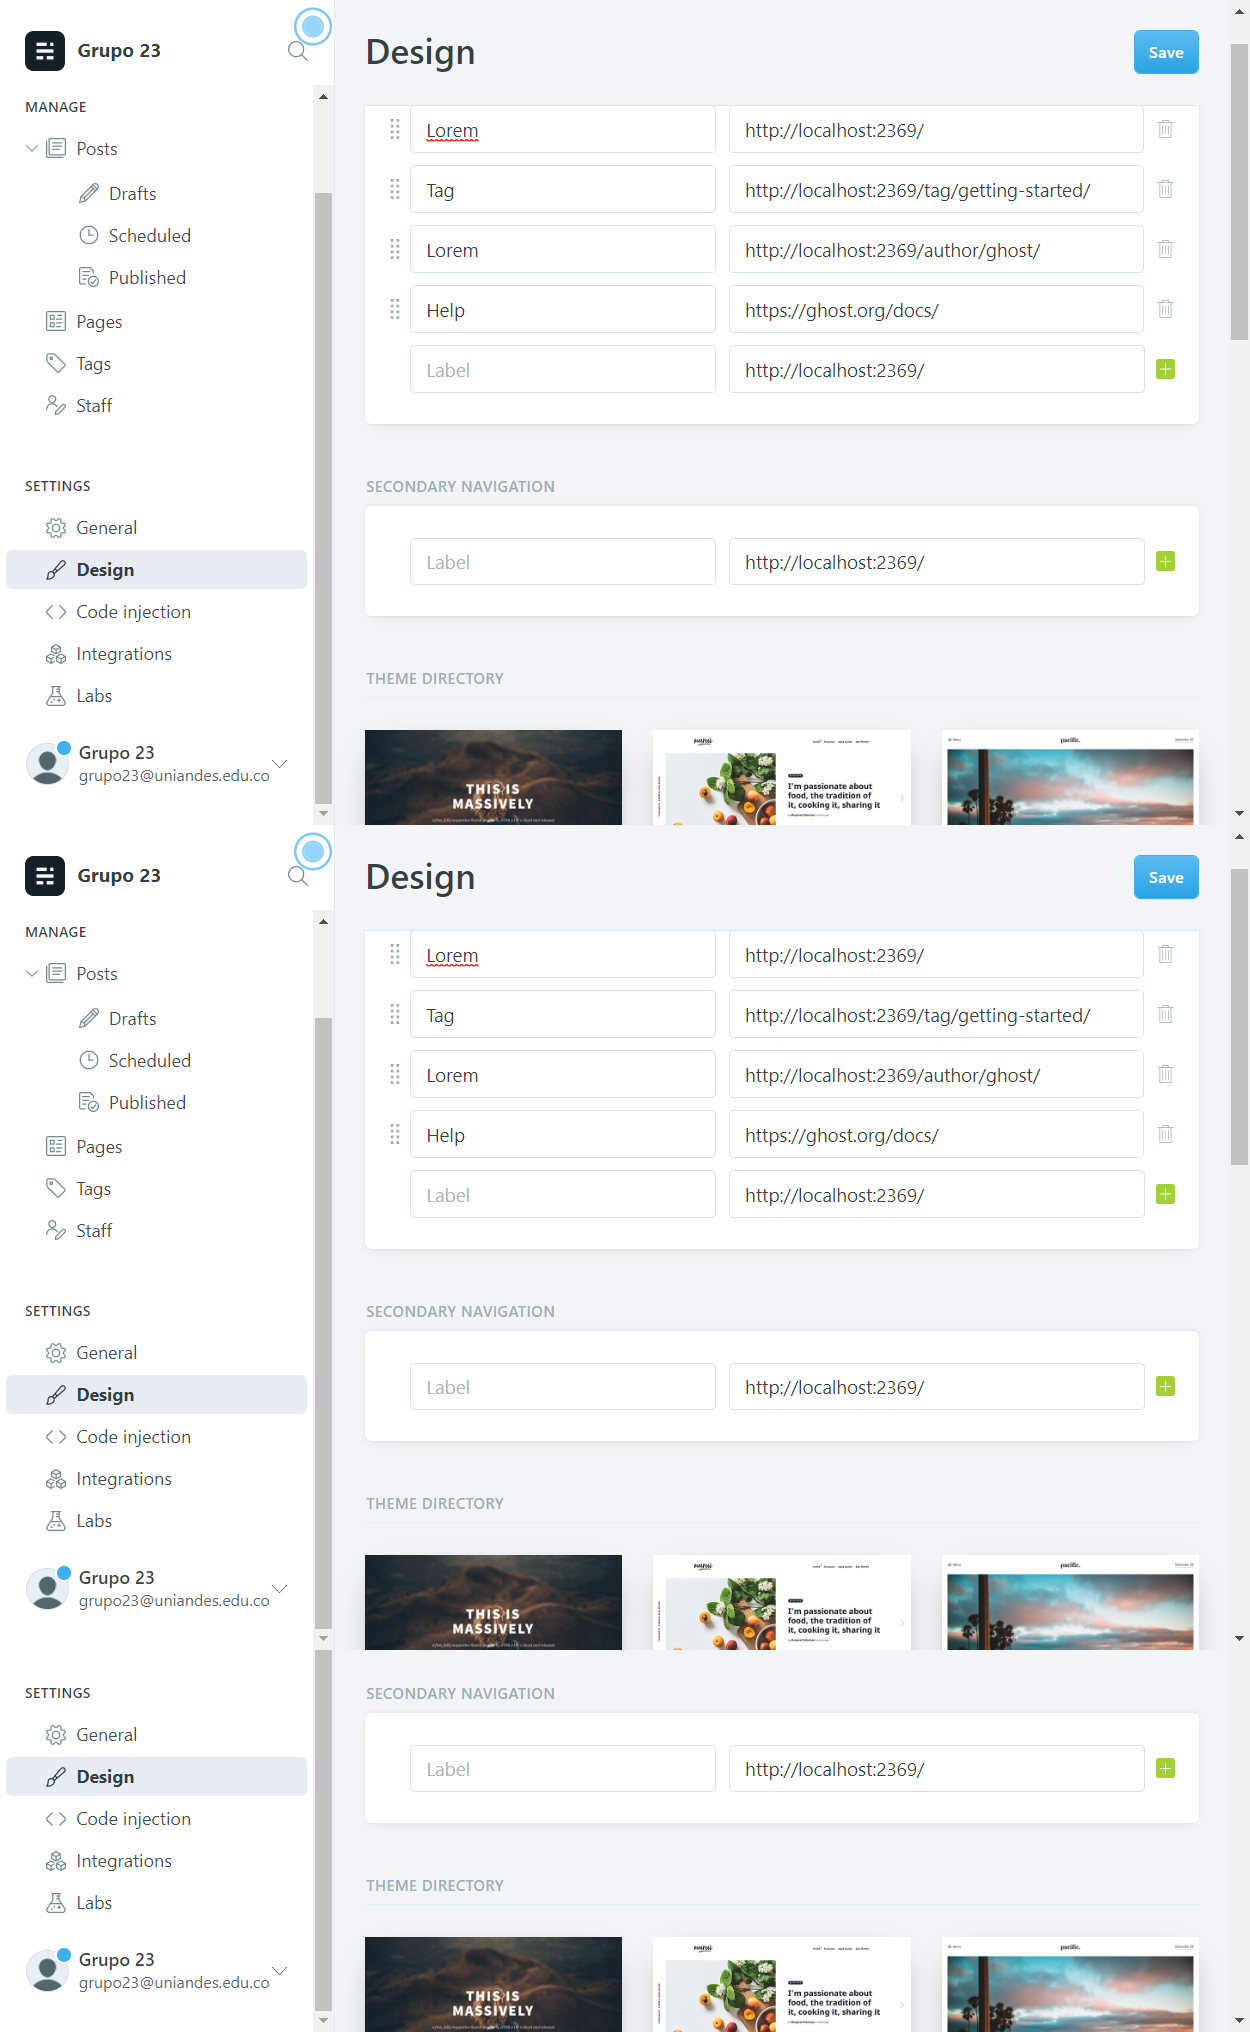 Grupo 23
Design
Save
MANAGE
Posts
Drafts
Scheduled
Published
Pages
Tags
Staff
SETTINGS
General
Design
Code injection
Integrations
Labs
Grupo 23
grupo23@uniandes.edu.co
Lorem http://localhost:2369/
Tag http://localhost:2369/tag/getting-started/
Lorem http://localhost:2369/author/ghost/
Help https://ghost.org/docs/
Label http://localhost:2369/
SECONDARY NAVIGATION
Label http://localhost:2369/
THEME DIRECTORY
THIS IS
MASSIVELY
I'm passionate about
food, the tradition of
it, cooking it, sharing it
pacific.
Grupo 23
Design
Save
MANAGE
Posts
Drafts
Scheduled
Published
Pages
Tags
Staff
SETTINGS
General
Design
Code injection
Integrations
Labs
Grupo 23
grupo23@uniandes.edu.co
Lorem http://localhost:2369/
Tag http://localhost:2369/tag/getting-started/
Lorem http://localhost:2369/author/ghost/
Help https://ghost.org/docs/
Label http://localhost:2369/
SECONDARY NAVIGATION
Label http://localhost:2369/
THEME DIRECTORY
THIS IS
MASSIVELY
I'm passionate about
food, the tradition of
it, cooking it, sharing it
pacific.
SETTINGS
General
Design
Code injection
Integrations
Labs
Grupo 23
grupo23@uniandes.edu.co
SECONDARY NAVIGATION
Label http://localhost:2369/
THEME DIRECTORY
THIS IS
MASSIVELY
I'm passionate about
food, the tradition of
it, cooking it, sharing it
pacific.